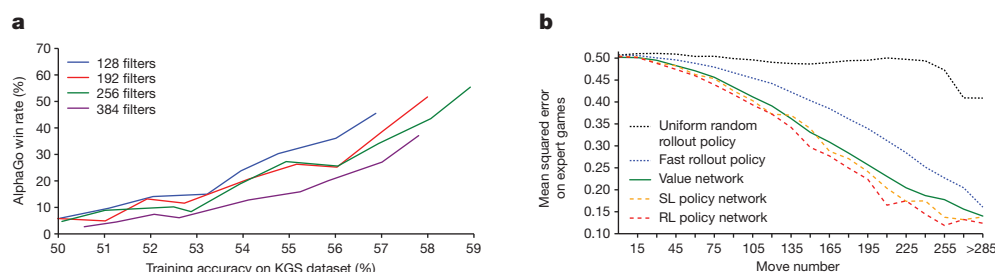 a
AlphaGo win rate (%)
70
60
50
40
30
20
10
0
128 filters
192 filters
256 filters
384 filters
50 51 52 53 54 55 56 57 58 59
Training accuracy on KGS dataset (%)
b
Mean squared error
on expert games
0.50
0.45
0.40
0.35
0.30
0.25
0.20
0.15
0.10
Uniform random
rollout policy
Fast rollout policy
Value network
SL policy network
RL policy network
15 45 75 105 135 165 195 225 255 >285
Move number